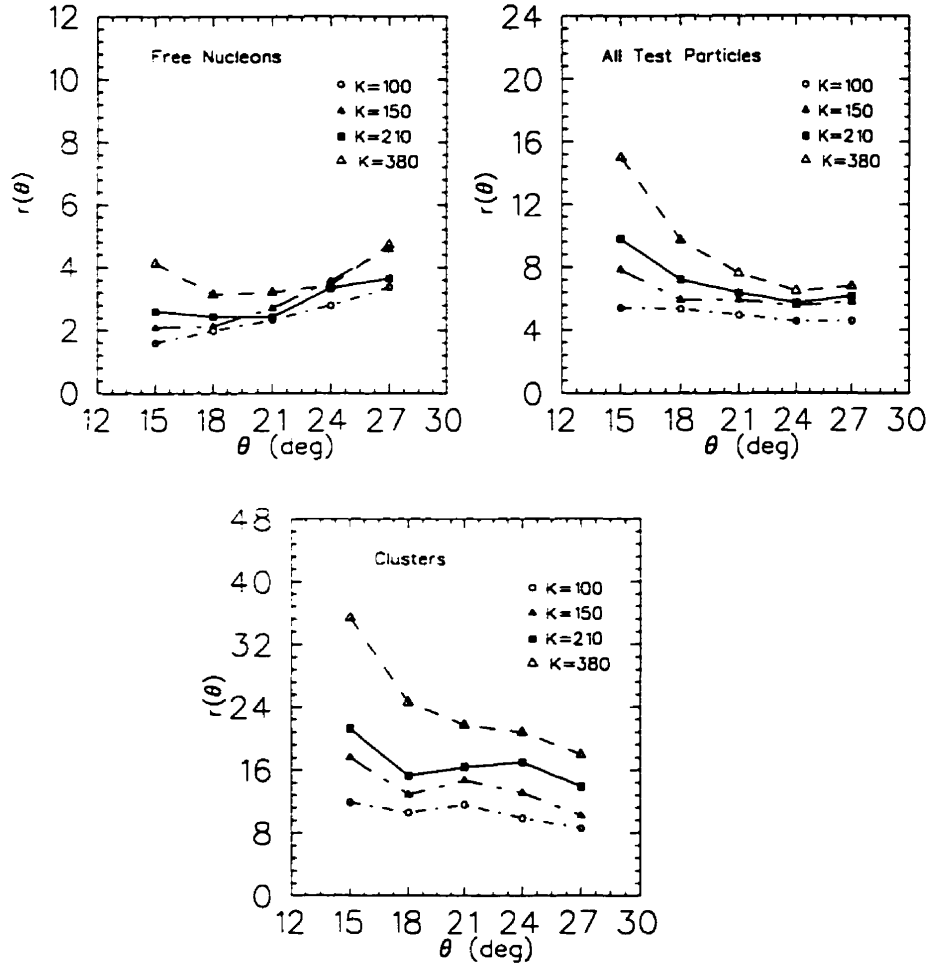 Free Nucleons
K=100
K=150
K=210
K=380
r(θ)
12
10
8
6
4
2
0
12 15 18 21 24 27 30
θ (deg)
All Test Particles
K=100
K=150
K=210
K=380
r(θ)
24
20
16
12
8
4
0
12 15 18 21 24 27 30
θ (deg)
Clusters
K=100
K=150
K=210
K=380
r(θ)
48
40
32
24
16
8
0
12 15 18 21 24 27 30
θ (deg)